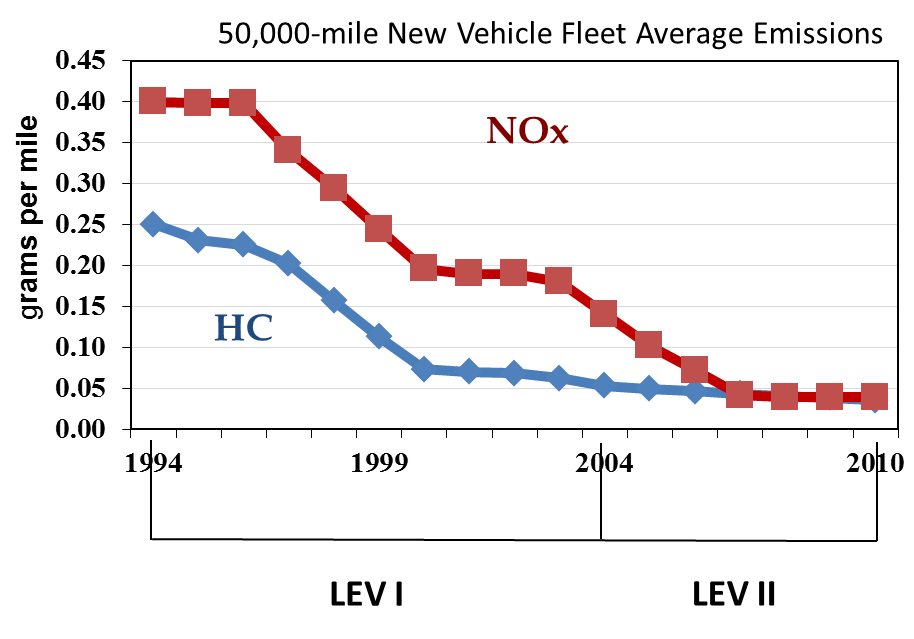 50,000-mile New Vehicle Fleet Average Emissions
grams per mile
0.45
0.40
0.35
0.30
0.25
0.20
0.15
0.10
0.05
0.00
NOx
HC
1994 1999 2004 2010
LEV I LEV II